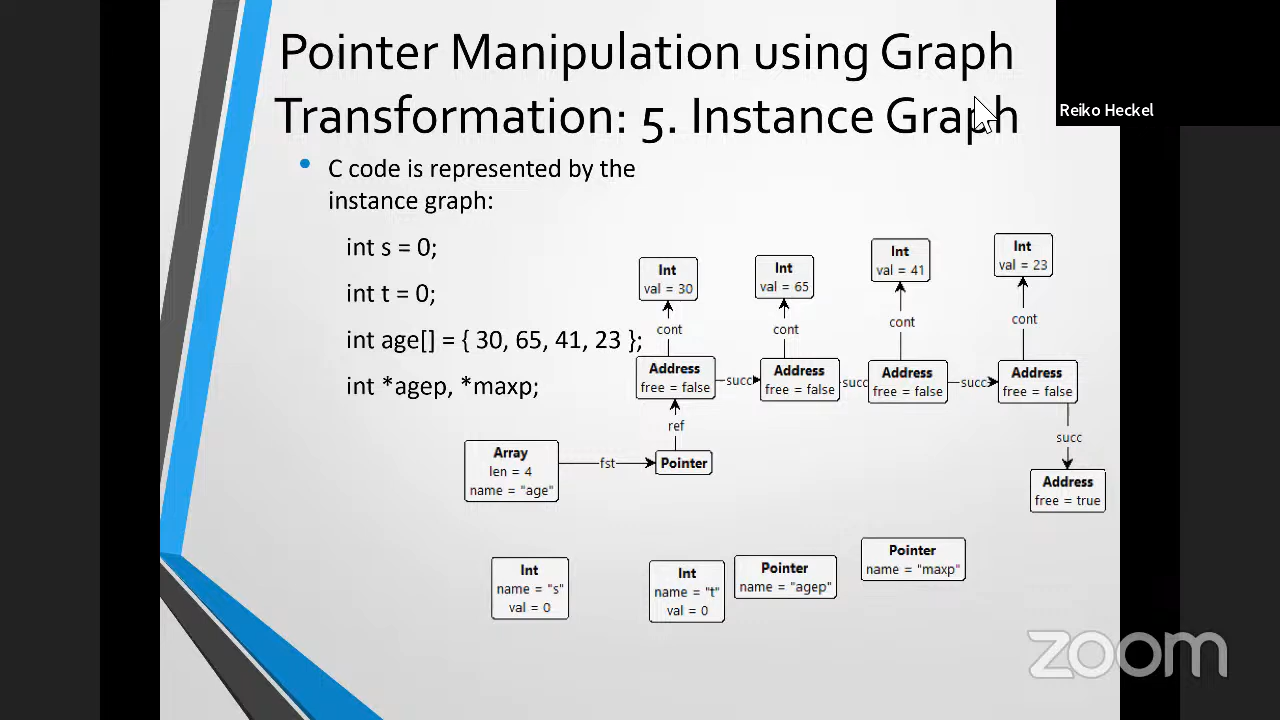 Pointer Manipulation using Graph
Transformation: 5. Instance Graph
Reiko Heckel
• C code is represented by the
instance graph:
int s = 0;
int t = 0;
int age[] = { 30, 65, 41, 23 };
int *agep, *maxp;
Int
val = 30
Int
val = 65
Int
val = 41
Int
val = 23
cont
cont
cont
cont
Address
free = false
succ
Address
free = false
succ
Address
free = false
succ
Address
free = false
ref
succ
Array
len = 4
name = "age"
fst
Pointer
Address
free = true
Int
name = "s"
val = 0
Int
name = "t"
val = 0
Pointer
name = "agep"
Pointer
name = "maxp"
zoom